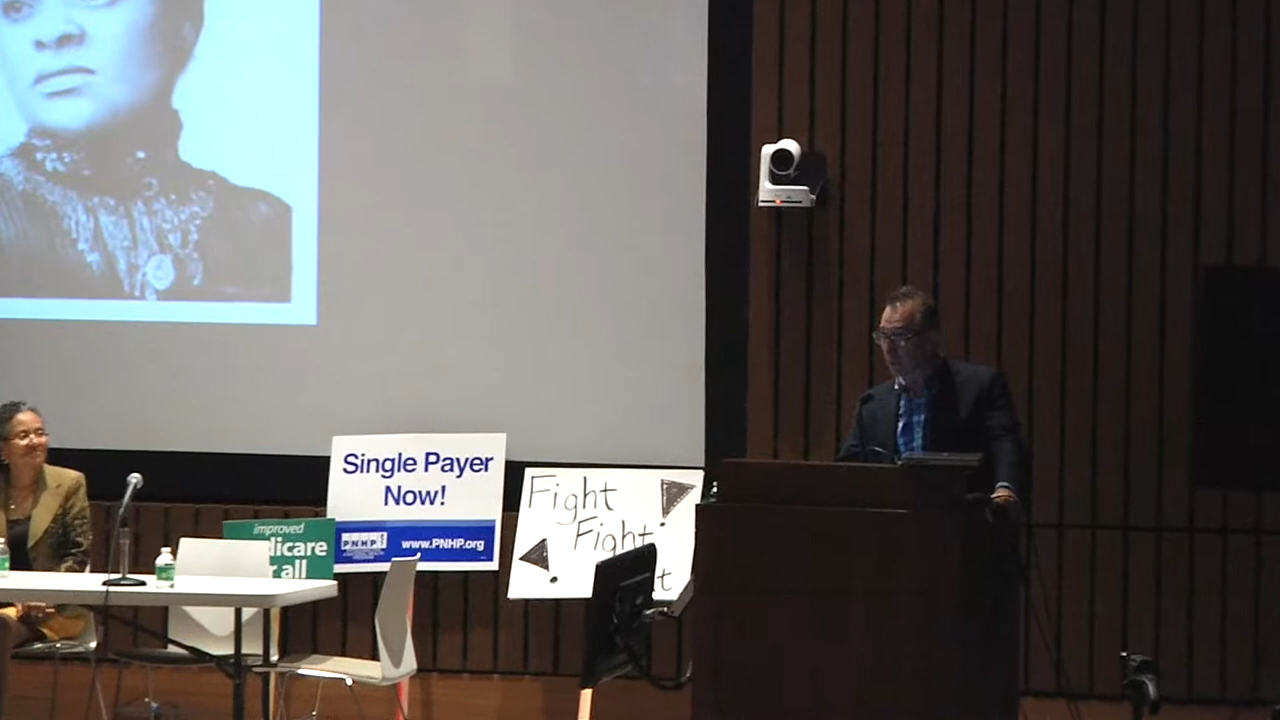 Single Payer
Now!
PNHP
www.PNHP.org
improved
dicare
r all
Fight
Fight
t